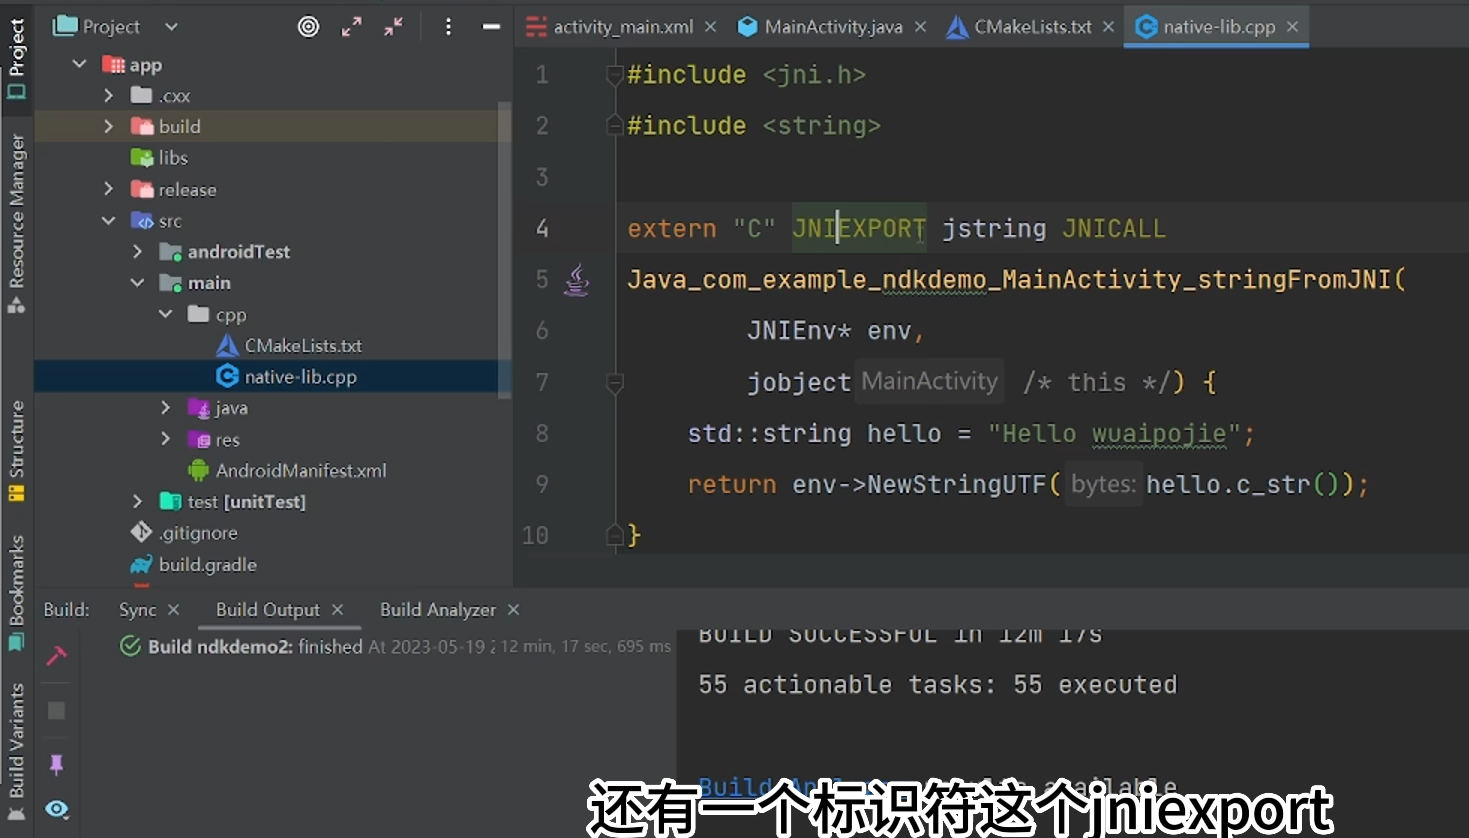 Project
activity_main.xml
MainActivity.java
CMakeLists.txt
native-lib.cpp
Project
Resource Manager
Structure
Bookmarks
Build Variants
app
.cxx
build
libs
release
src
androidTest
main
cpp
CMakeLists.txt
native-lib.cpp
java
res
AndroidManifest.xml
test [unitTest]
.gitignore
build.gradle
1 #include <jni.h>
2 #include <string>
3
4 extern "C" JNIEXPORT jstring JNICALL
5 Java_com_example_ndkdemo_MainActivity_stringFromJNI(
6 JNIEnv* env,
7 jobject MainActivity /* this */) {
8 std::string hello = "Hello wuaipojie";
9 return env->NewStringUTF( bytes: hello.c_str());
10 }
Build: Sync Build Output Build Analyzer
Build ndkdemo2: finished At 2023-05-19 12 min, 17 sec, 695 ms
BUILD SUCCESSFUL in 12m 17s
55 actionable tasks: 55 executed
Build
还有一个标识符这个jniexport